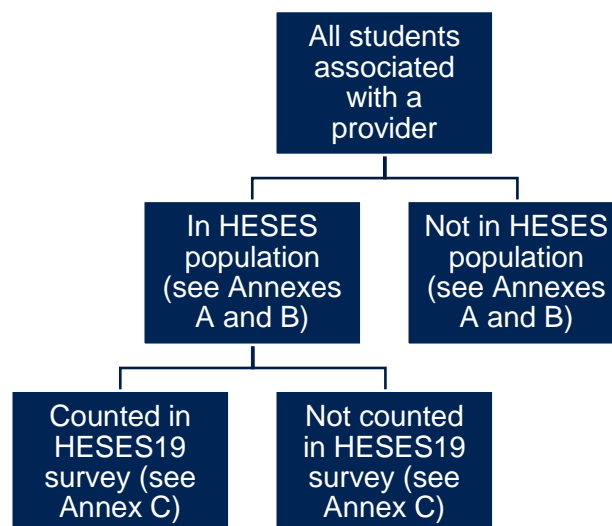 All students
associated
with a
provider
In HESES
population
(see Annexes
A and B)
Not in HESES
population
(see Annexes
A and B)
Counted in
HESES19
survey (see
Annex C)
Not counted
in HESES19
survey (see
Annex C)